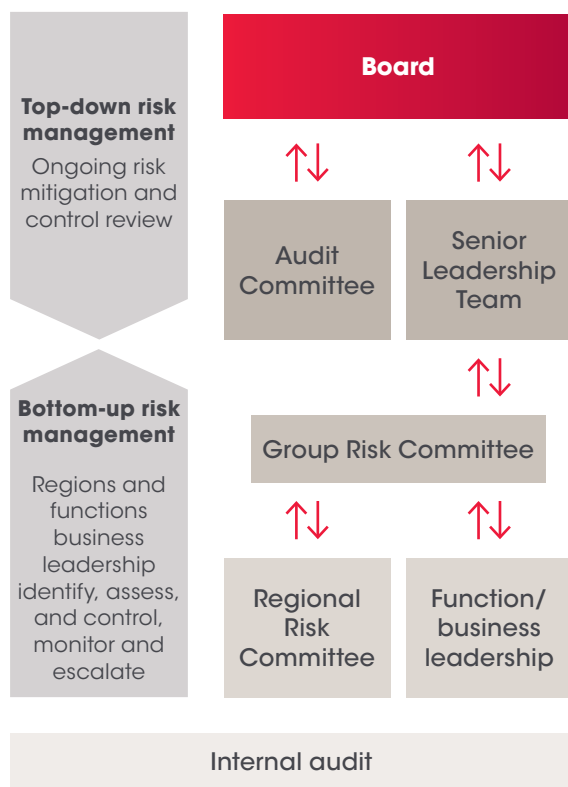 Top-down risk
management
Ongoing risk
mitigation and
control review
Board
Audit
Committee
Senior
Leadership
Team
Bottom-up risk
management
Regions and
functions
business
leadership
identify, assess,
and control,
monitor and
escalate
Group Risk Committee
Regional
Risk
Committee
Function/
business
leadership
Internal audit